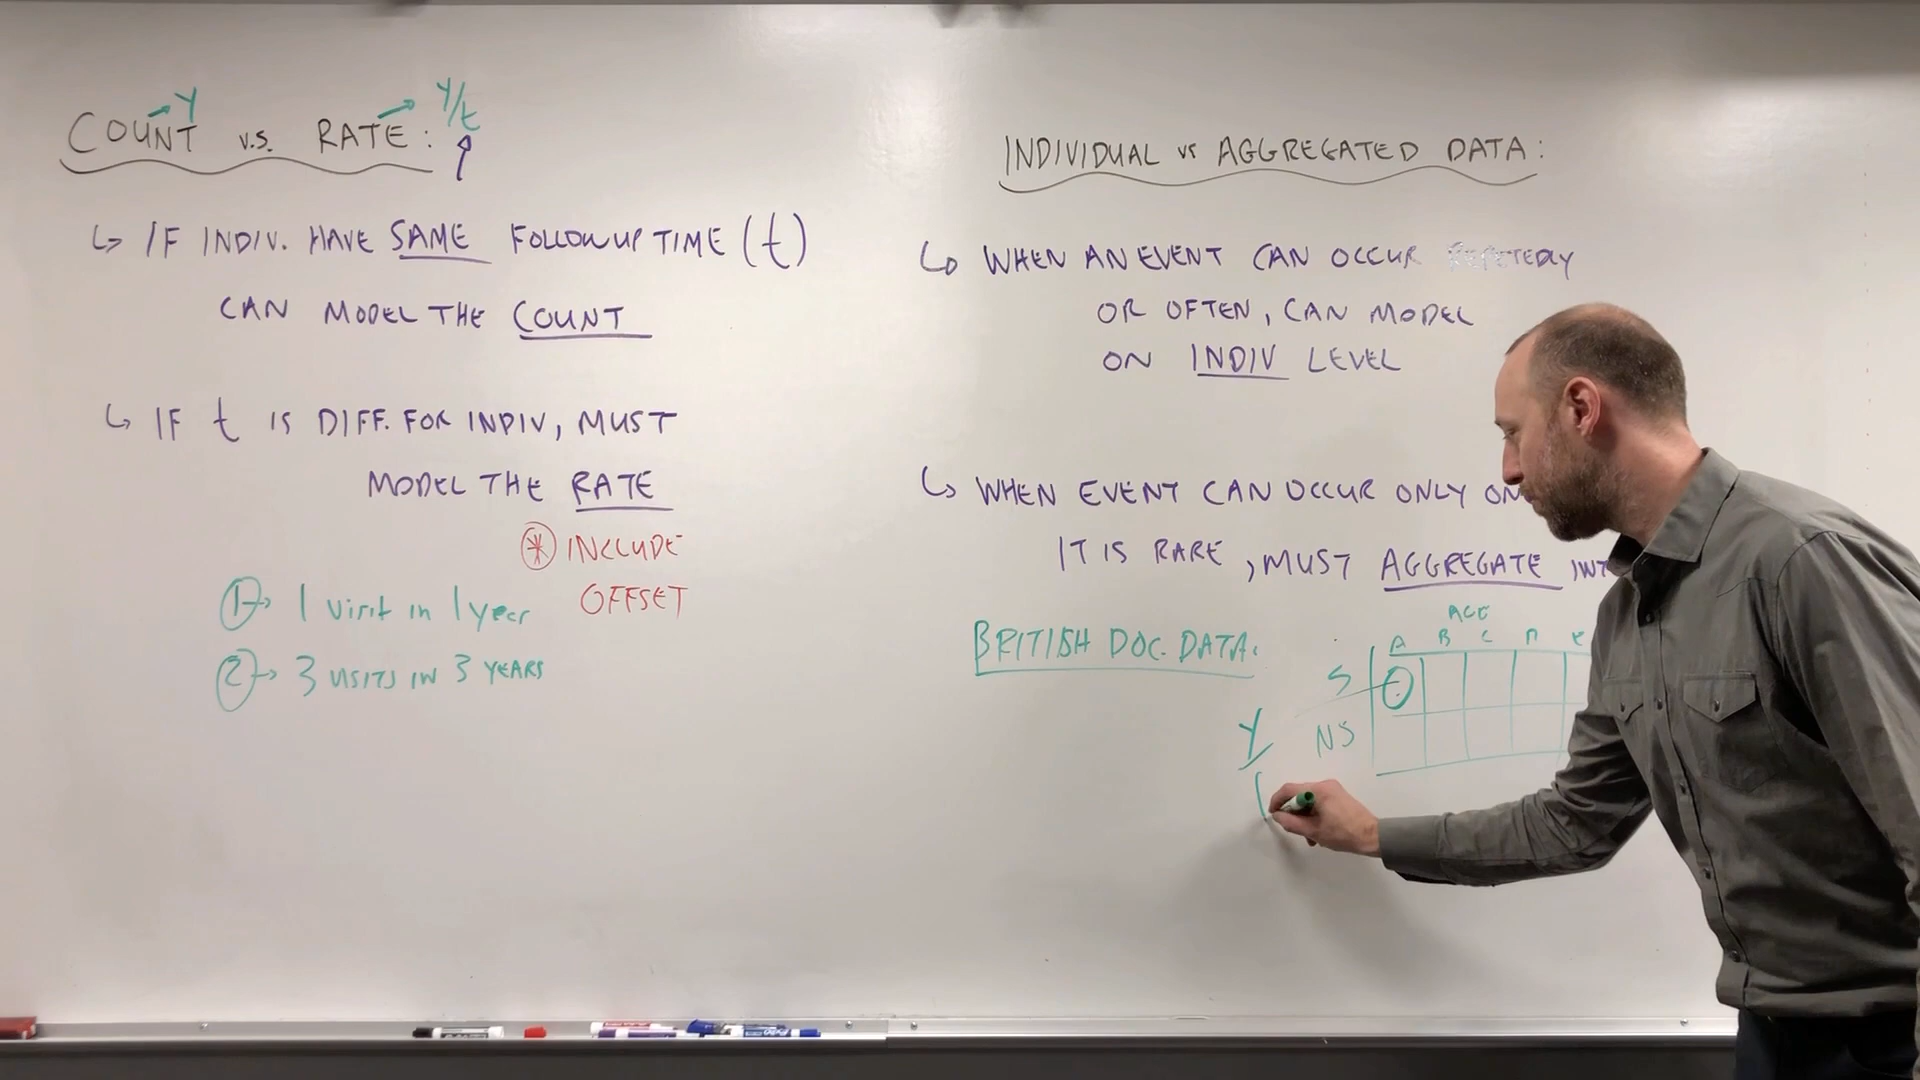 COUNT → Y v.s. RATE: → Y/t
↳ IF INDIV. HAVE SAME FOLLOWUP TIME (t)
CAN MODEL THE COUNT
↳ IF t IS DIFF. FOR INDIV, MUST
MODEL THE RATE
* INCLUDE
OFFSET
1→ 1 visit in 1 year
2→ 3 VISITS IN 3 YEARS
INDIVIDUAL vs AGGREGATED DATA:
↳ WHEN AN EVENT CAN OCCUR REPETEDLY
OR OFTEN, CAN MODEL
ON INDIV LEVEL
↳ WHEN EVENT CAN OCCUR ONLY
IT IS RARE, MUST AGGREGATE
BRITISH DOC. DATA:
AGE
A B C D E
S
NS
Y